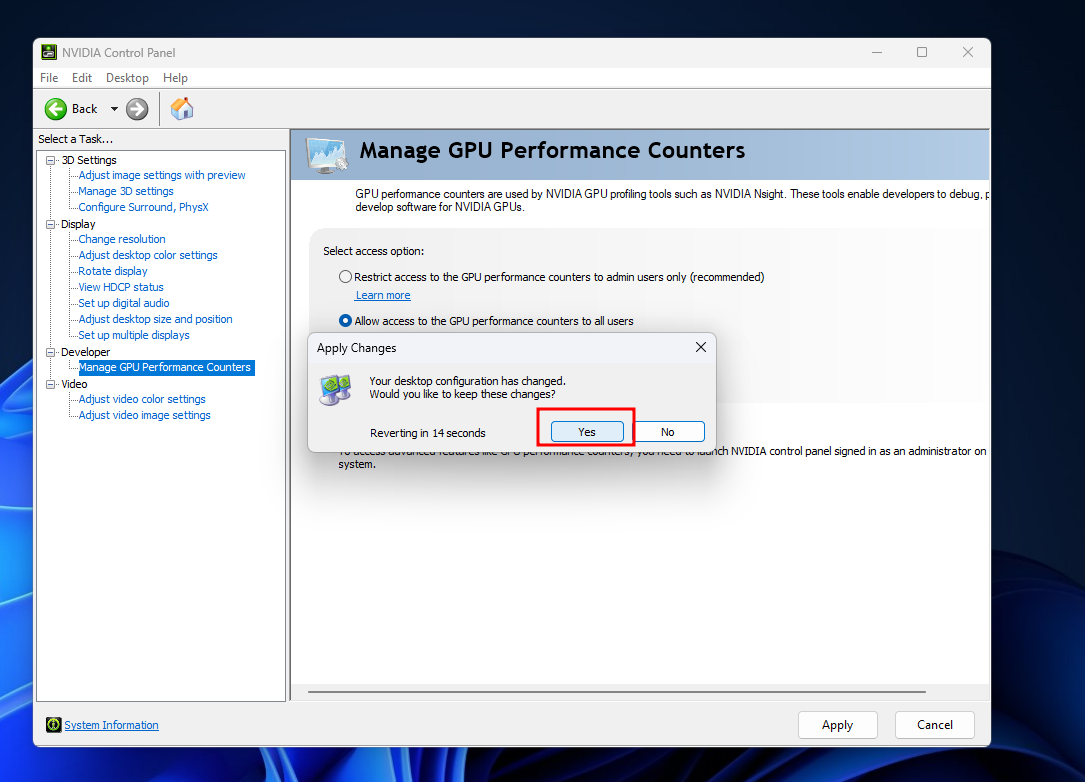 NVIDIA Control Panel
File Edit Desktop Help
Back
Select a Task...
3D Settings
Adjust image settings with preview
Manage 3D settings
Configure Surround, PhysX
Display
Change resolution
Adjust desktop color settings
Rotate display
View HDCP status
Set up digital audio
Adjust desktop size and position
Set up multiple displays
Developer
Manage GPU Performance Counters
Video
Adjust video color settings
Adjust video image settings
System Information
Manage GPU Performance Counters
GPU performance counters are used by NVIDIA GPU profiling tools such as NVIDIA Nsight. These tools enable developers to debug,
develop software for NVIDIA GPUs.
Select access option:
Restrict access to the GPU performance counters to admin users only (recommended)
Learn more
Allow access to the GPU performance counters to all users
Apply Changes
Your desktop configuration has changed.
Would you like to keep these changes?
Reverting in 14 seconds
Yes
No
To access advanced features like GPU performance counters, you need to launch NVIDIA control panel signed in as an administrator on
system.
Apply
Cancel